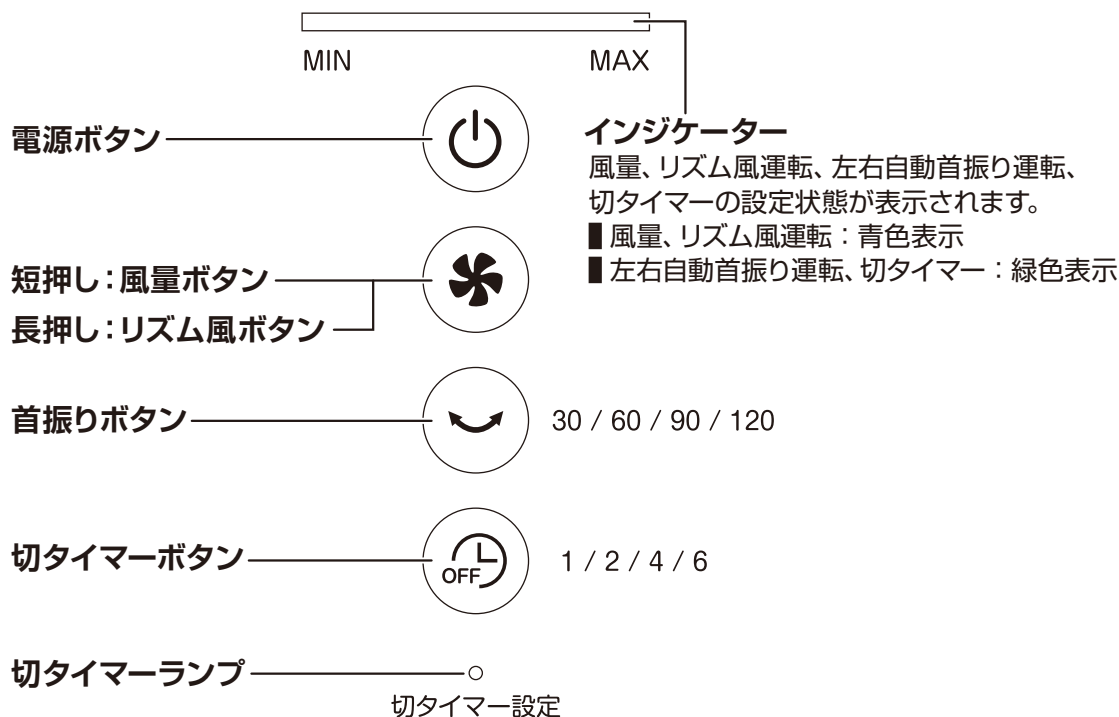 MIN MAX
電源ボタン
インジケーター
風量、リズム風運転、左右自動首振り運転、
切タイマーの設定状態が表示されます。
■風量、リズム風運転：青色表示
■左右自動首振り運転、切タイマー：緑色表示
短押し：風量ボタン
長押し：リズム風ボタン
首振りボタン 30 / 60 / 90 / 120
切タイマーボタン OFF 1 / 2 / 4 / 6
切タイマーランプ
切タイマー設定